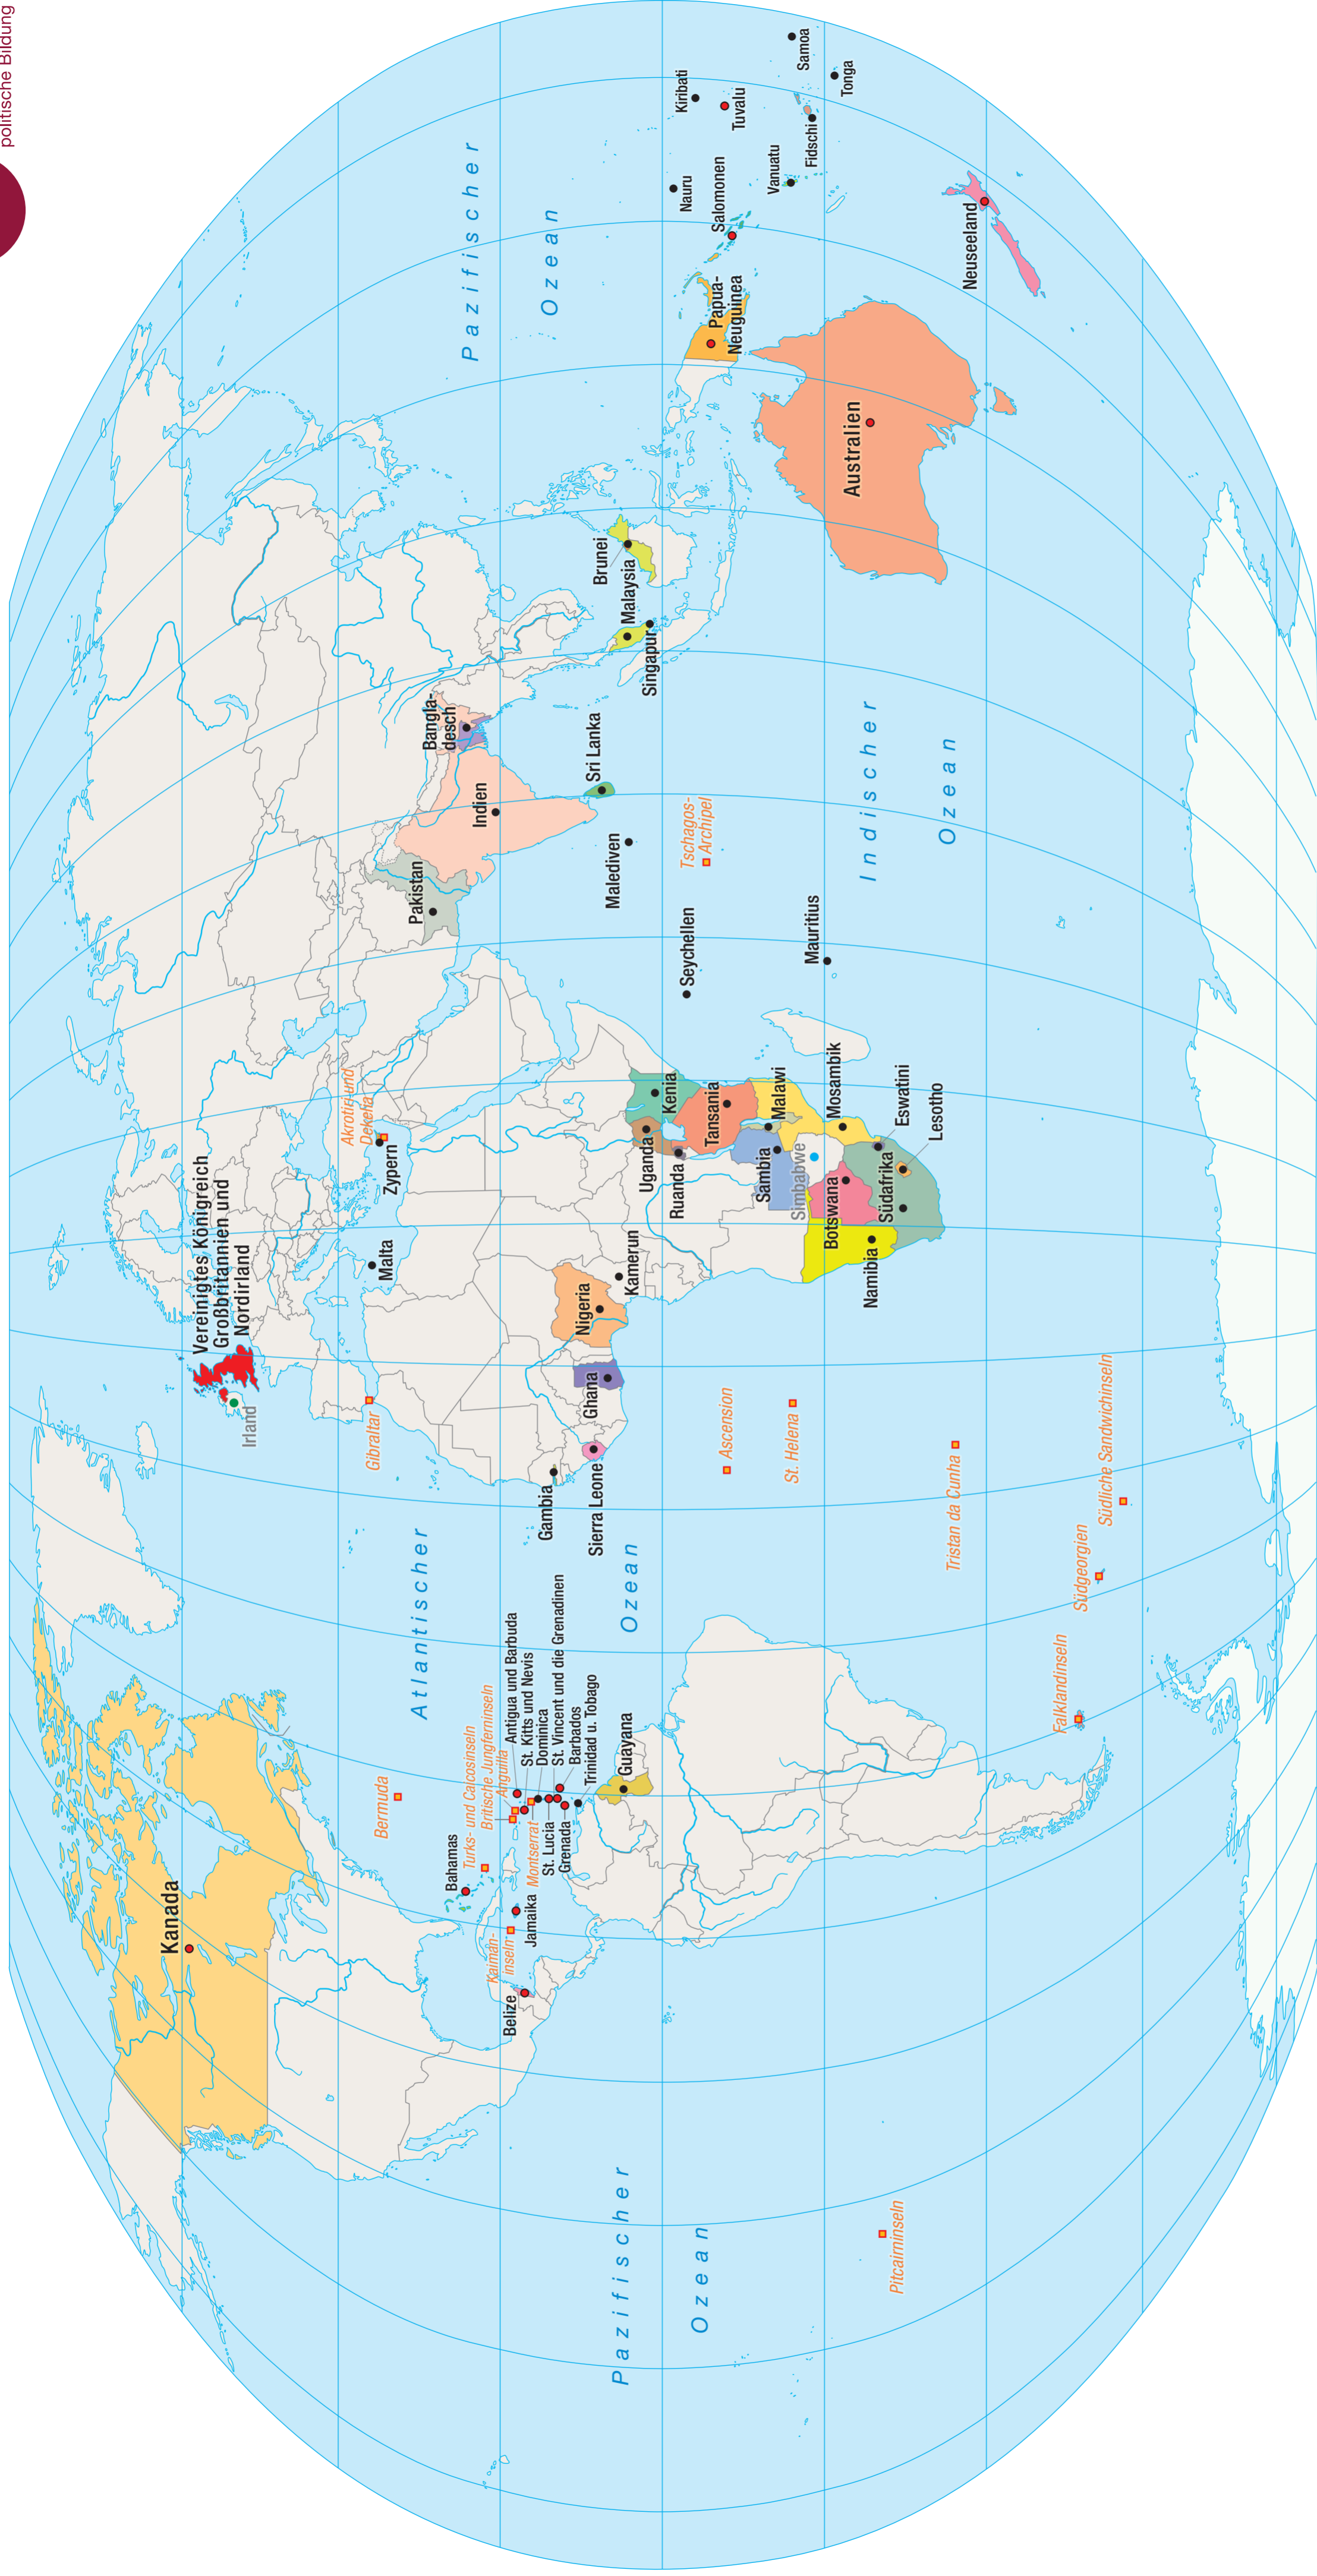 politische Bildung
Kanada
Vereinigtes Königreich
Großbritannien und
Nordirland
Irland
Pazifischer
Ozean
Atlantischer
Ozean
Pazifischer
Ozean
Indischer
Ozean
Bermuda
Gibraltar
Malta
Akrotiri und
Dekelia
Zypern
Pakistan
Indien
Bangla-
desch
Sri Lanka
Malediven
Tschagos-
Archipel
Seychellen
Mauritius
Bahamas
Turks- und Caicosinseln
Britische Jungferninseln
Anguilla
Antigua und Barbuda
St. Kitts und Nevis
Dominica
St. Vincent und die Grenadinen
Barbados
Trinidad u. Tobago
Montserrat
St. Lucia
Grenada
Kaiman-
inseln
Jamaika
Belize
Guayana
Gambia
Sierra Leone
Ghana
Nigeria
Kamerun
Uganda
Kenia
Ruanda
Tansania
Sambia
Malawi
Simbabwe
Mosambik
Botswana
Südafrika
Namibia
Eswatini
Lesotho
Brunei
Malaysia
Singapur
Papua-
Neuguinea
Nauru
Salomonen
Kiribati
Tuvalu
Vanuatu
Fidschi
Samoa
Tonga
Australien
Neuseeland
Ascension
St. Helena
Tristan da Cunha
Südgeorgien
Südliche Sandwichinseln
Falklandinseln
Pitcairninseln